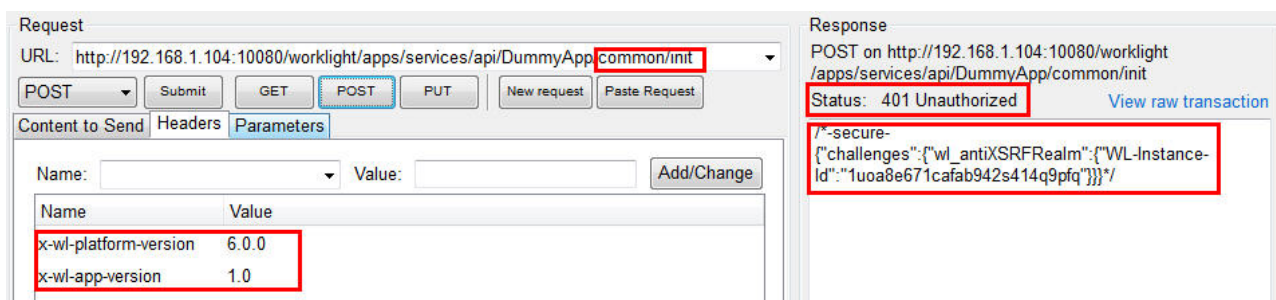 Request
URL: http://192.168.1.104:10080/worklight/apps/services/api/DummyApp/common/init
POST Submit GET POST PUT New request Paste Request
Content to Send Headers Parameters
Name: Value: Add/Change
Name Value
x-wl-platform-version 6.0.0
x-wl-app-version 1.0
Response
POST on http://192.168.1.104:10080/worklight
/apps/services/api/DummyApp/common/init
Status: 401 Unauthorized View raw transaction
/*-secure-
{"challenges":{"wl_antiXSRFRealm":{"WL-Instance-
Id":"1uoa8e671cafab942s414q9pfq"}}}*/